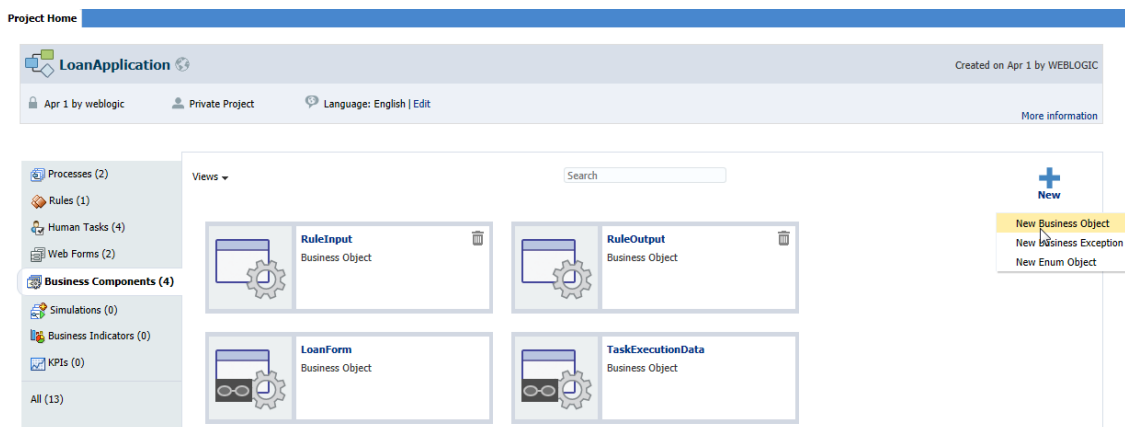 Project Home
LoanApplication
Created on Apr 1 by WEBLOGIC
Apr 1 by weblogic
Private Project
Language: English | Edit
More information
Processes (2)
Rules (1)
Human Tasks (4)
Web Forms (2)
Business Components (4)
Simulations (0)
Business Indicators (0)
KPIs (0)
All (13)
Views
Search
New
New Business Object
New Business Exception
New Enum Object
RuleInput
Business Object
RuleOutput
Business Object
LoanForm
Business Object
TaskExecutionData
Business Object